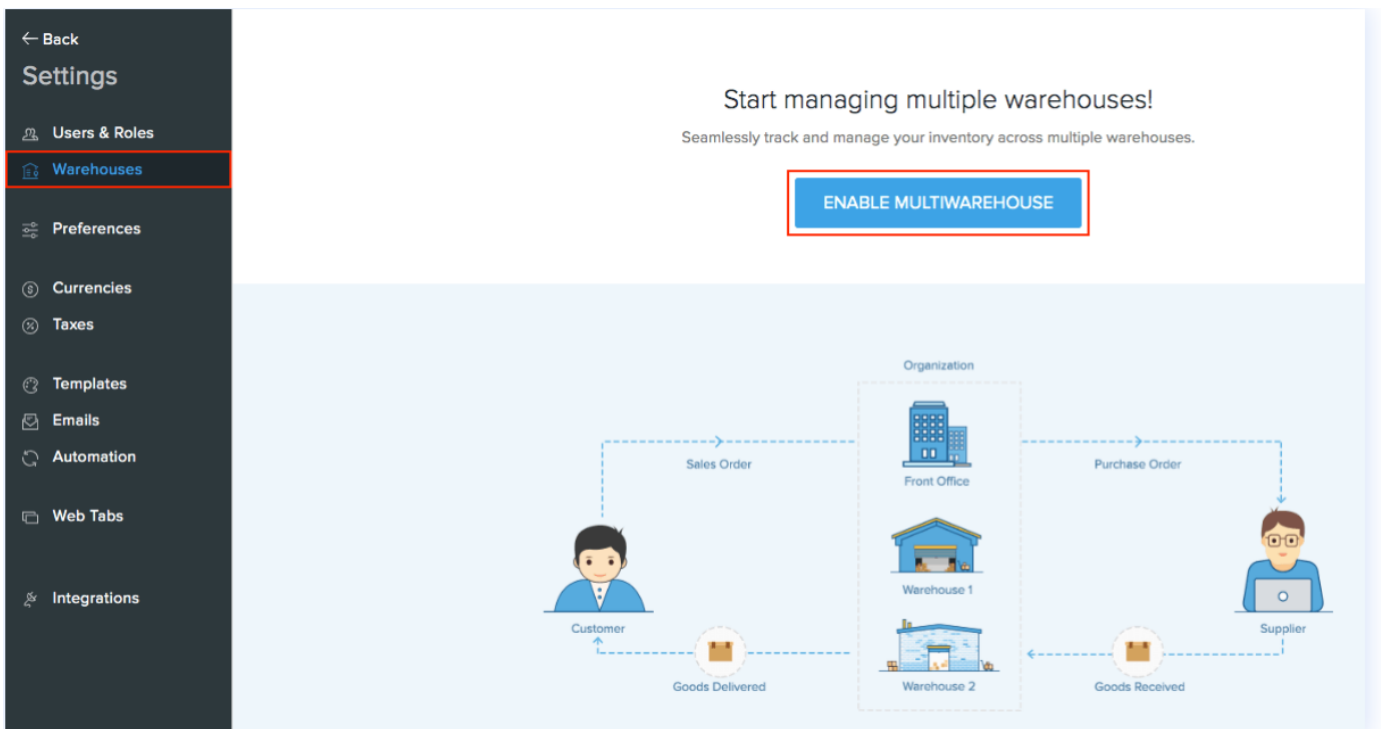 Back
Settings
Users & Roles
Warehouses
Preferences
Currencies
Taxes
Templates
Emails
Automation
Web Tabs
Integrations
Start managing multiple warehouses!
Seamlessly track and manage your inventory across multiple warehouses.
ENABLE MULTIWAREHOUSE
Organization
Sales Order
Front Office
Purchase Order
Warehouse 1
Customer
Supplier
Goods Delivered
Warehouse 2
Goods Received